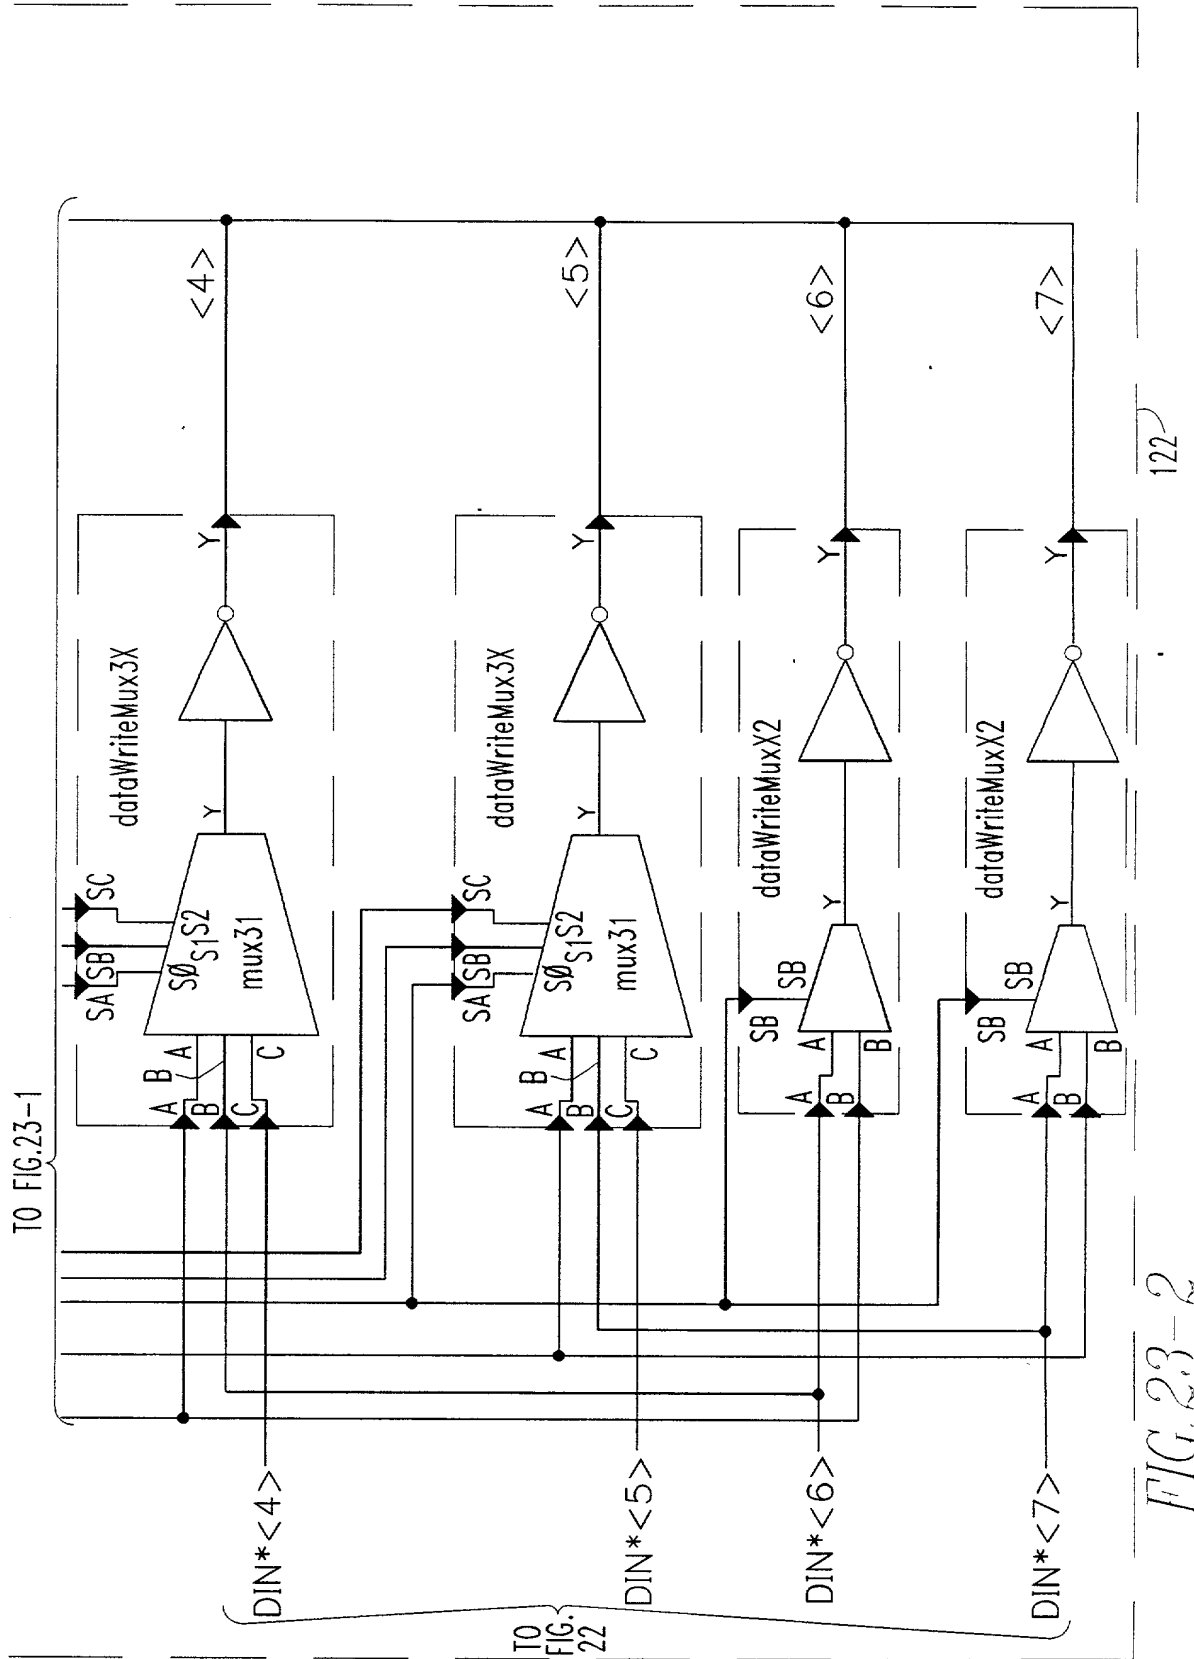 TO FIG.23-1
<4>
<5>
<6>
<7>
122
Y
Y
Y
Y
dataWriteMux3X
dataWriteMux3X
dataWriteMuxX2
dataWriteMuxX2
Y
Y
Y
Y
SA SB SC
SØ S1 S2
mux31
SA SB SC
SØ S1 S2
mux31
SB SB
SB SB
B A C
A B C
B A C
A B C
A B
A B
A B
A B
DIN*<4>
DIN*<5>
DIN*<6>
DIN*<7>
TO
FIG.
22
FIG. 23-2